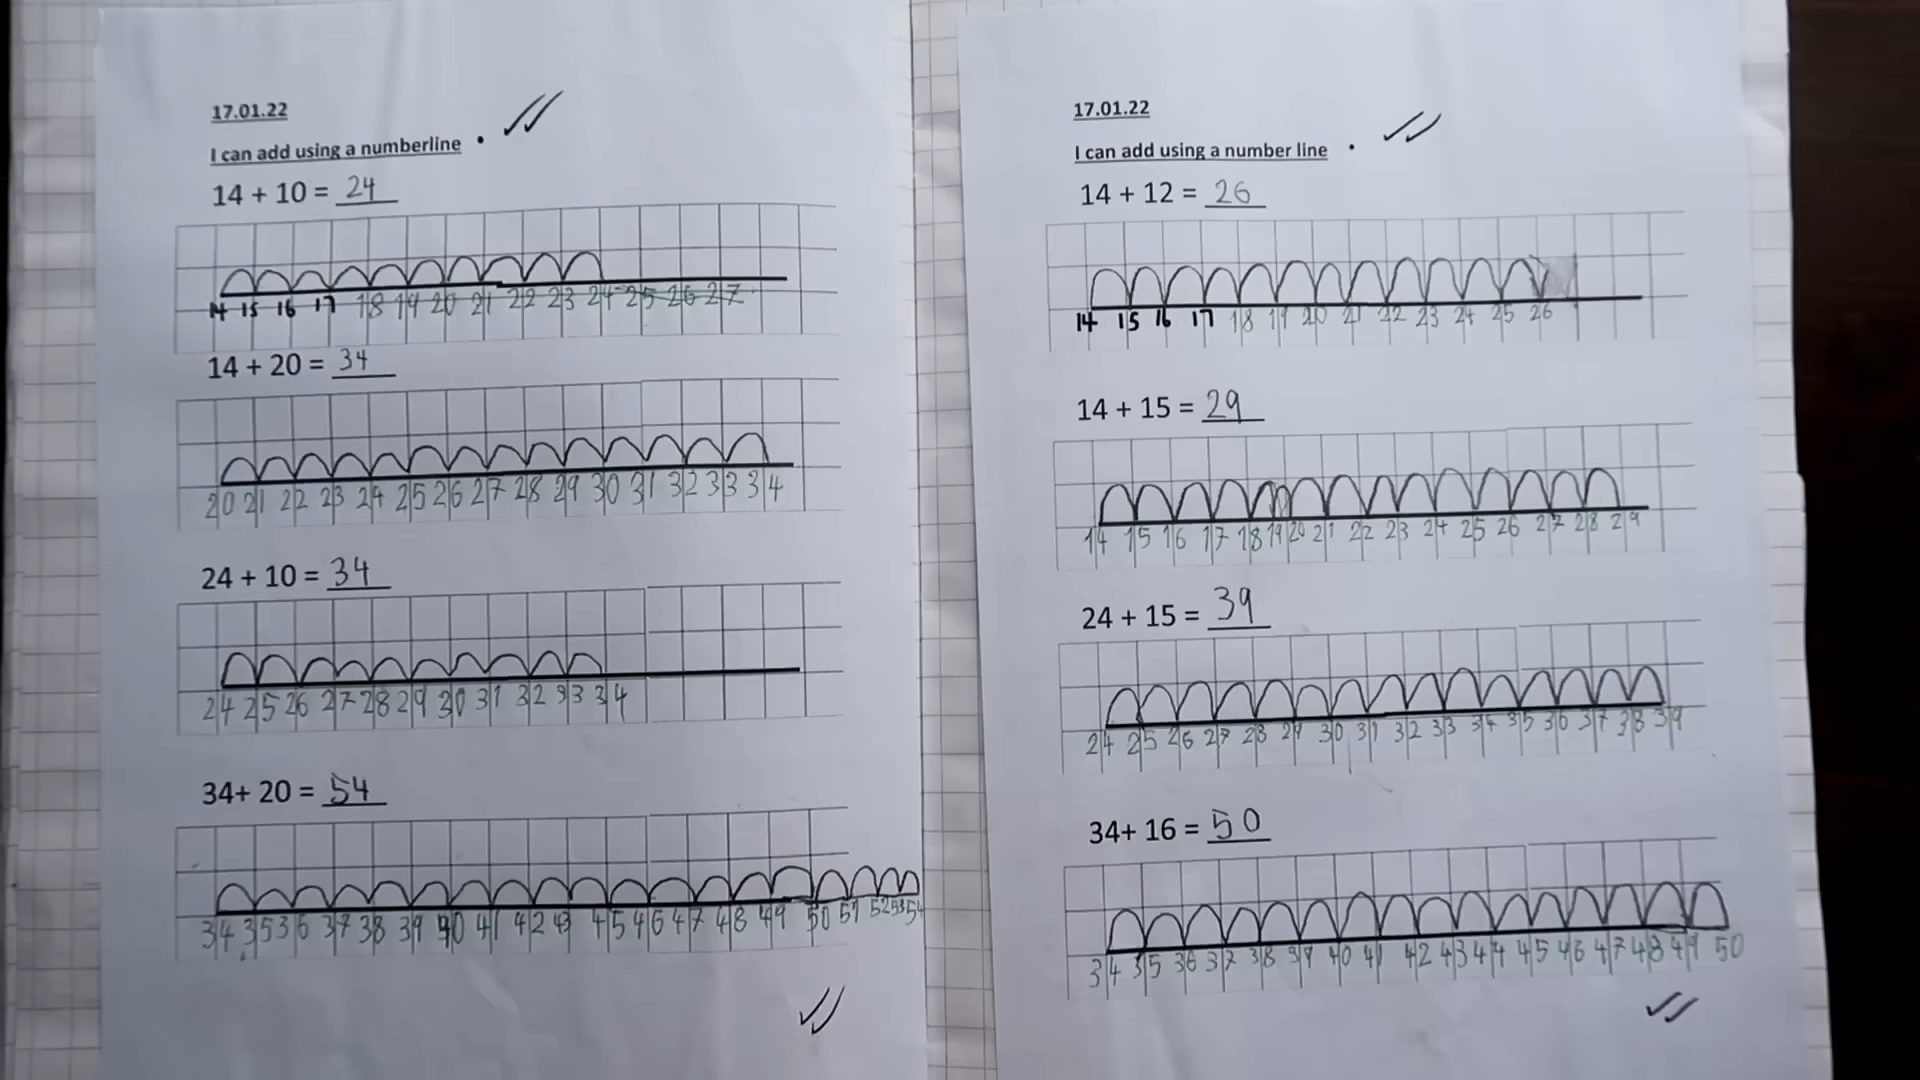 17.01.22
I can add using a numberline .
14 + 10 = 24
14 15 16 17 18 19 20 21 22 23 24 25 26 27
14 + 20 = 34
20 21 22 23 24 25 26 27 28 29 30 31 32 33 34
24 + 10 = 34
24 25 26 27 28 29 30 31 32 33 34
34+ 20 = 54
34 35 36 37 38 39 40 41 42 43 45 46 47 48 49 50 51 52 53 54
17.01.22
I can add using a number line .
14 + 12 = 26
14 15 16 17 18 19 20 21 22 23 24 25 26
14 + 15 = 29
14 15 16 17 18 19 20 21 22 23 24 25 26 27 28 29
24 + 15 = 39
24 25 26 27 28 29 30 31 32 33 34 35 36 37 38 39
34+ 16 = 50
34 35 36 37 38 39 40 41 42 43 44 45 46 47 48 49 50